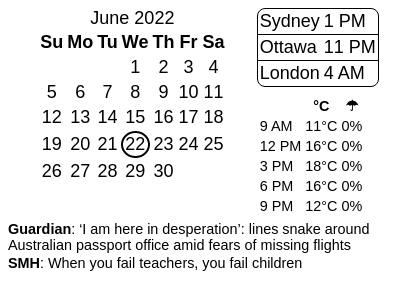 June 2022
Su Mo Tu We Th Fr Sa
1 2 3 4
5 6 7 8 9 10 11
12 13 14 15 16 17 18
19 20 21 22 23 24 25
26 27 28 29 30
Sydney 1 PM
Ottawa 11 PM
London 4 AM
°C ☂
9 AM 11°C 0%
12 PM 16°C 0%
3 PM 18°C 0%
6 PM 16°C 0%
9 PM 12°C 0%
Guardian: ‘I am here in desperation’: lines snake around
Australian passport office amid fears of missing flights
SMH: When you fail teachers, you fail children